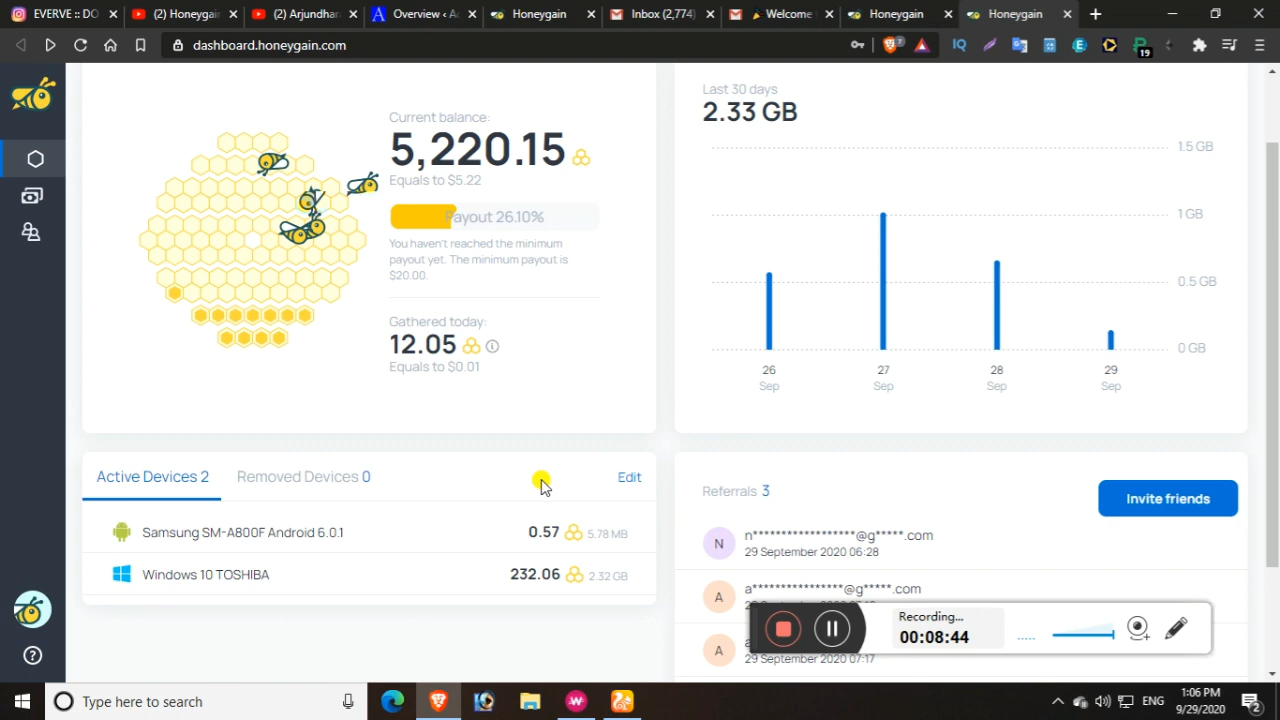 EVERVE :: DO
(2) Honeygain
(2) Arjundhara
Overview ‹ A
Honeygain
Inbox (2,774)
Welcome
Honeygain
Honeygain
dashboard.honeygain.com
7
IQ
19
Current balance:
5,220.15
Equals to $5.22
Payout 26.10%
You haven't reached the minimum
payout yet. The minimum payout is
$20.00.
Gathered today:
12.05
Equals to $0.01
Last 30 days
2.33 GB
1.5 GB
1 GB
0.5 GB
0 GB
26 27 28 29
Sep Sep Sep Sep
Active Devices 2 Removed Devices 0 Edit
Samsung SM-A800F Android 6.0.1 0.57 5.78 MB
Windows 10 TOSHIBA 232.06 2.32 GB
Referrals 3
Invite friends
N n******************@g*****.com
29 September 2020 06:28
A a****************@g*****.com
A
29 September 2020 07:17
Recording...
00:08:44
Type here to search
ENG
1:06 PM
9/29/2020
2